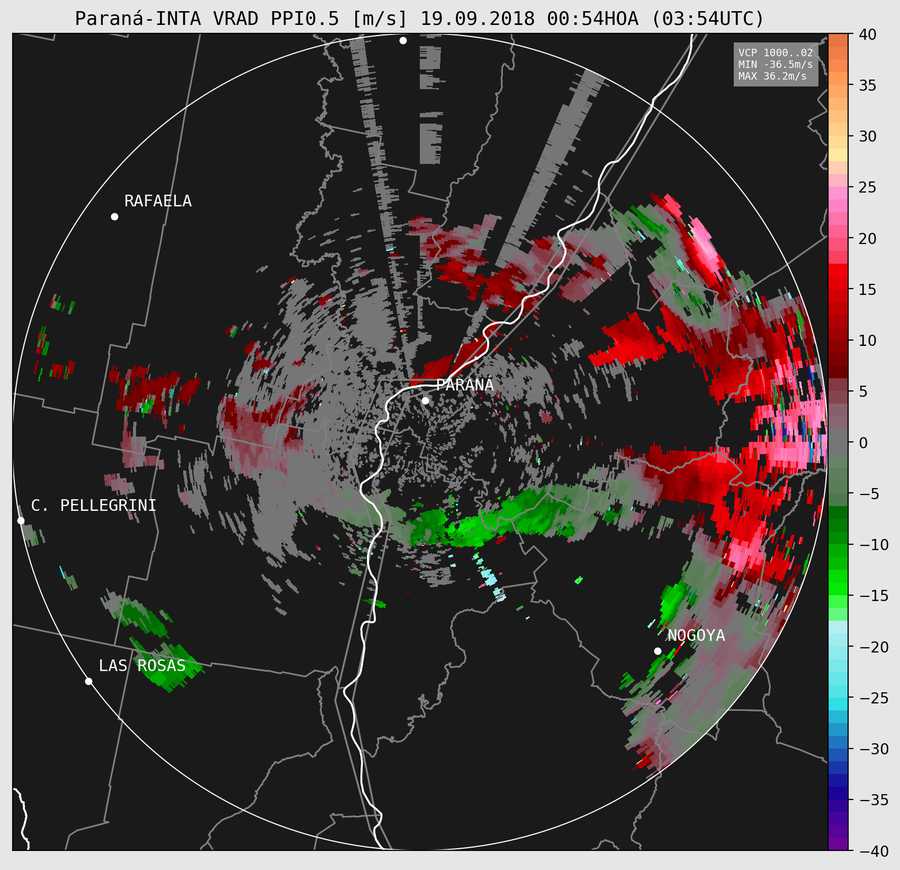 Paraná-INTA VRAD PPI0.5 [m/s] 19.09.2018 00:54HOA (03:54UTC)
VCP 1000..02
MIN -36.5m/s
MAX 36.2m/s
RAFAELA
PARANÁ
C. PELLEGRINI
NOGOYA
LAS ROSAS
40
35
30
25
20
15
10
5
0
−5
−10
−15
−20
−25
−30
−35
−40